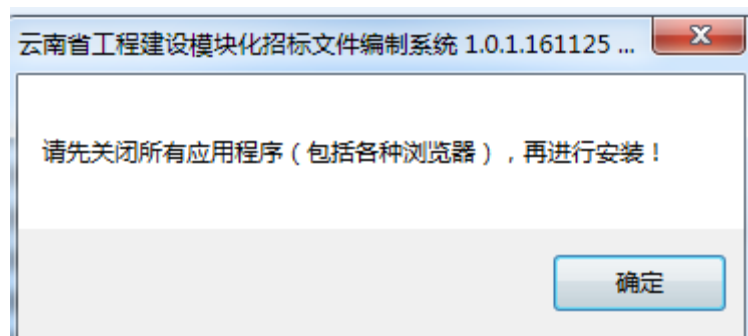 云南省工程建设模块化招标文件编制系统 1.0.1.161125 ...
请先关闭所有应用程序（包括各种浏览器），再进行安装！
确定